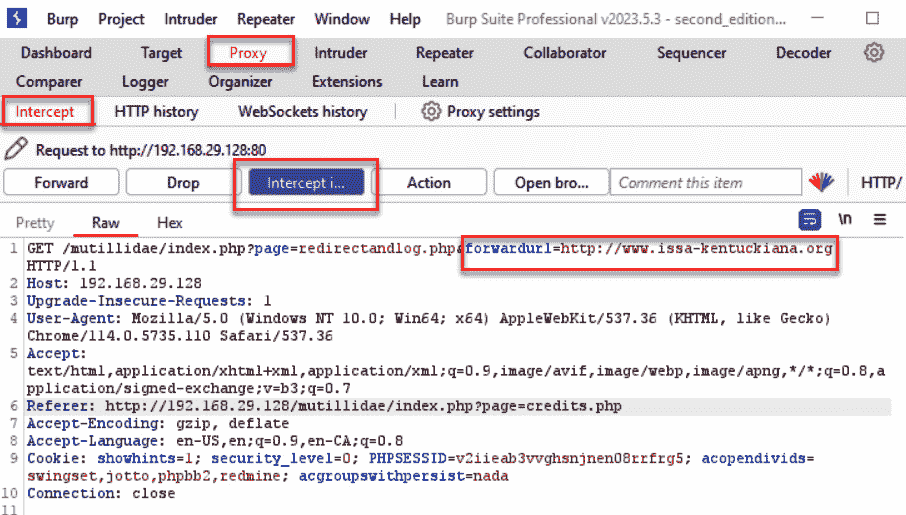 Burp Project Intruder Repeater Window Help Burp Suite Professional v2023.5.3 - second_edition...
Dashboard Target Proxy Intruder Repeater Collaborator Sequencer Decoder
Comparer Logger Organizer Extensions Learn
Intercept HTTP history WebSockets history Proxy settings
Request to http://192.168.29.128:80
Forward Drop Intercept i... Action Open bro... Comment this item HTTP/
Pretty Raw Hex \n
1 GET /mutillidae/index.php?page=redirectandlog.php&forwardurl=http://www.issa-kentuckiana.org
HTTP/1.1
2 Host: 192.168.29.128
3 Upgrade-Insecure-Requests: 1
4 User-Agent: Mozilla/5.0 (Windows NT 10.0; Win64; x64) AppleWebKit/537.36 (KHTML, like Gecko)
Chrome/114.0.5735.110 Safari/537.36
5 Accept:
text/html,application/xhtml+xml,application/xml;q=0.9,image/avif,image/webp,image/apng,*/*;q=0.8,a
pplication/signed-exchange;v=b3;q=0.7
6 Referer: http://192.168.29.128/mutillidae/index.php?page=credits.php
7 Accept-Encoding: gzip, deflate
8 Accept-Language: en-US,en;q=0.9,en-CA;q=0.8
9 Cookie: showhints=1; security_level=0; PHPSESSID=v2iieab3vvghsnjnen08rrfrg5; acopendivids=
swingset,jotto,phpbb2,redmine; acgroupswithpersist=nada
10 Connection: close
11